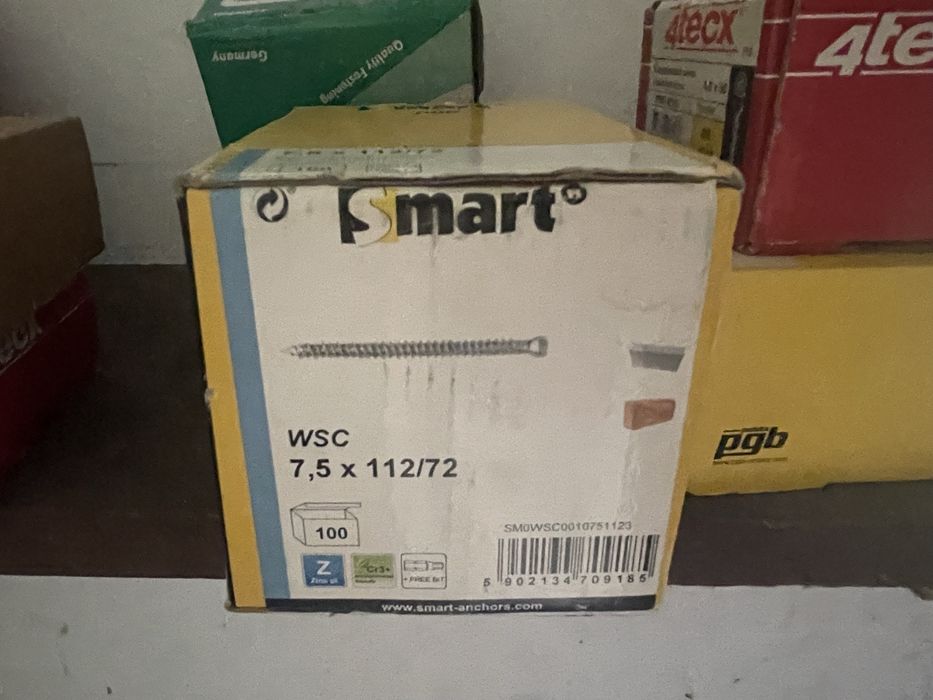 Germany
Quality Fastening
4tecx
4te
Smart®
WSC
7,5 x 112/72
100
Z
Cr3+
+ FREE BIT
SM0WSC0010751123
5 902134 709185
www.smart-anchors.com
pgb